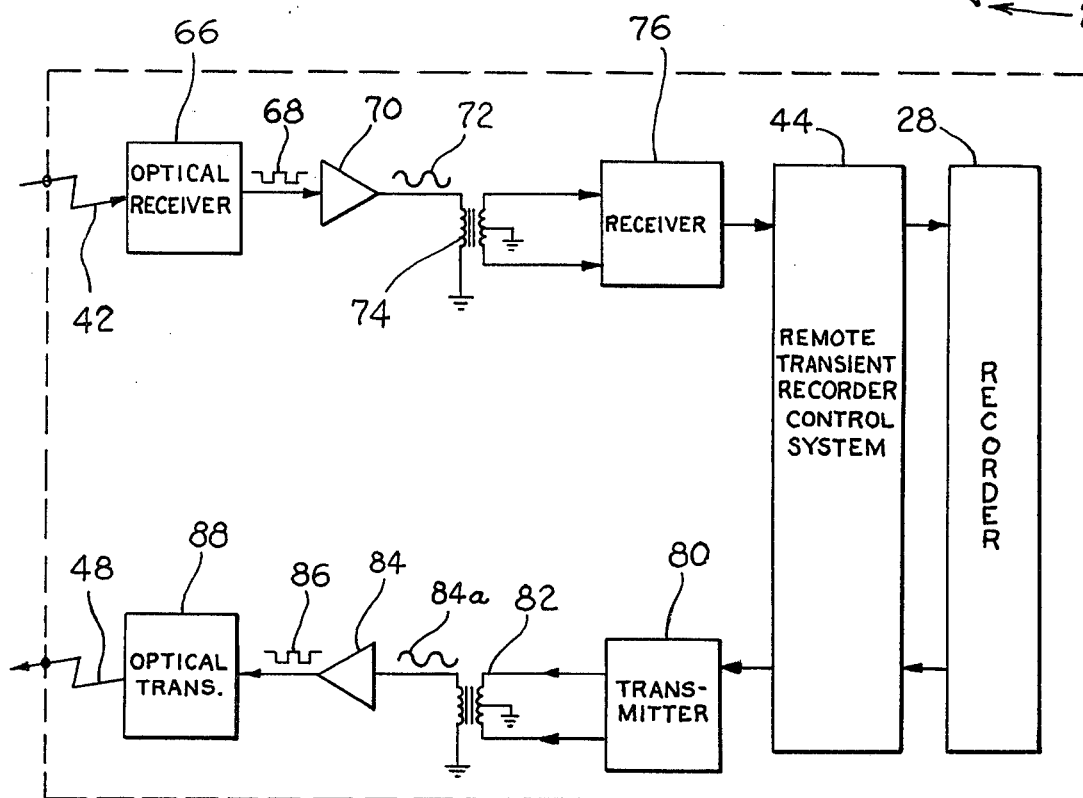 66
76
68
70
72
44
28
OPTICAL
RECEIVER
RECEIVER
42
74
REMOTE
TRANSIENT
RECORDER
CONTROL
SYSTEM
RECORDER
48
88
86
84
84a
82
80
OPTICAL
TRANS.
TRANS-
MITTER